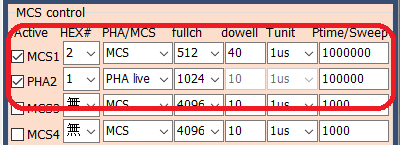 MCS control
Active HEX# PHA/MCS fullch dowell Tunit Ptime/Sweep
MCS1 2 MCS 512 40 1us 1000000
PHA2 1 PHA live 1024 10 1us 100000
MCS3 無 MCS 4096 10 1us 1000
MCS4 無 MCS 4096 10 1us 1000